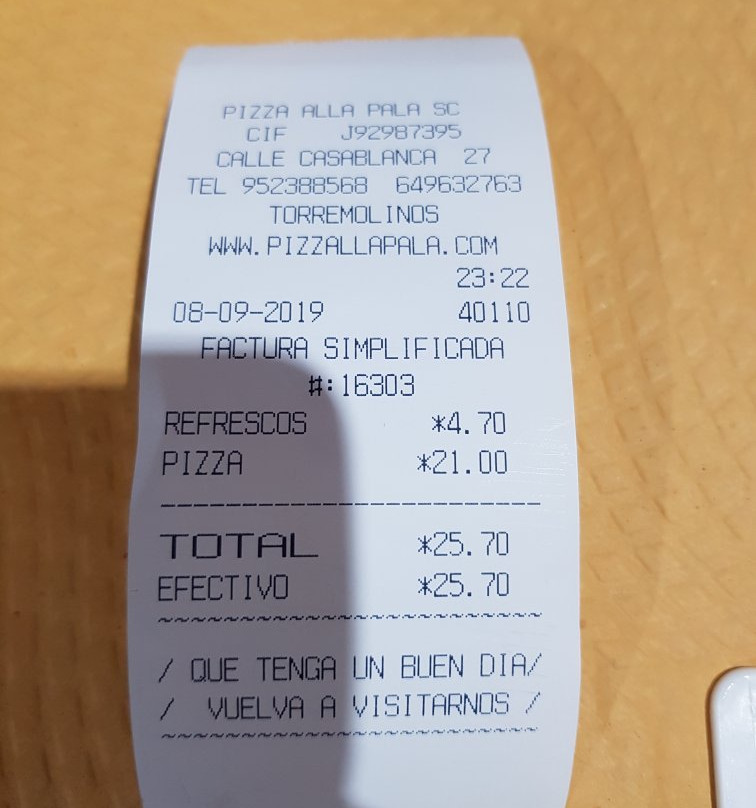 PIZZA ALLA PALA SC
CIF J92987395
CALLE CASABLANCA 27
TEL 952388568 649632763
TORREMOLINOS
WWW.PIZZALLAPALA.COM
23:22
08-09-2019 40110
FACTURA SIMPLIFICADA
#:16303
REFRESCOS *4.70
PIZZA *21.00
------------------------
TOTAL *25.70
EFECTIVO *25.70
~~~~~~~~~~~~~~~~~~~~~~~~
/ QUE TENGA UN BUEN DIA/
/ VUELVA A VISITARNOS /
~~~~~~~~~~~~~~~~~~~~~~~~